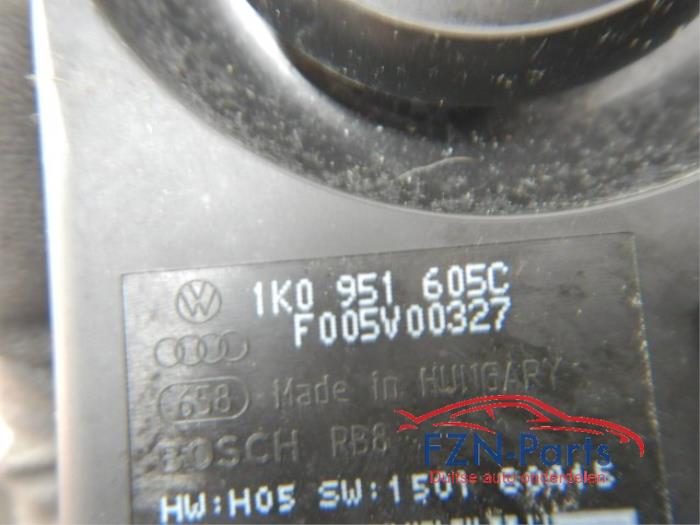 1K0 951 605C
F005V00327
658 Made in HUNGARY
BOSCH RB8
FZN-Parts
Duitse auto onderdelen
HW:H05 SW:1501